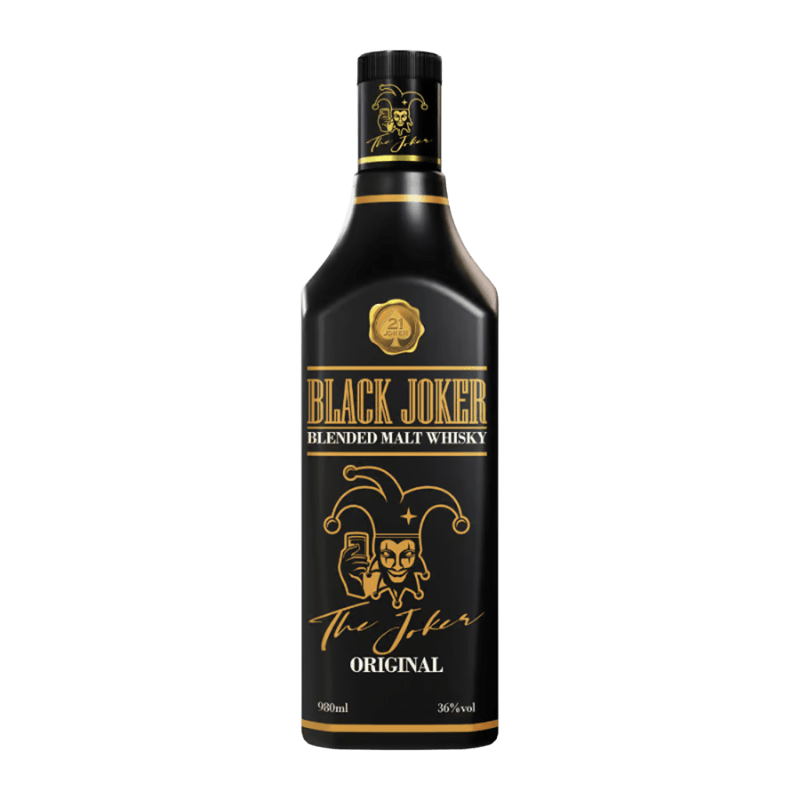 The Joker
21
JOKER
BLACK JOKER
BLENDED MALT WHISKY
The Joker
ORIGINAL
980ml 36%vol